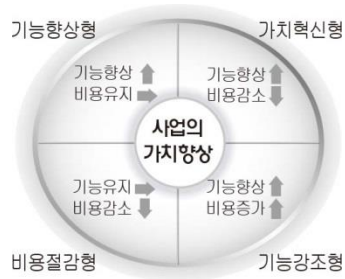 기능향상형
가치혁신형
기능향상 ⬆
비용유지 ➡
기능향상 ⬆
비용감소 ⬇
사업의
가치향상
기능유지 ➡
비용감소 ⬇
기능향상 ⬆
비용증가 ⬆
비용절감형
기능강조형